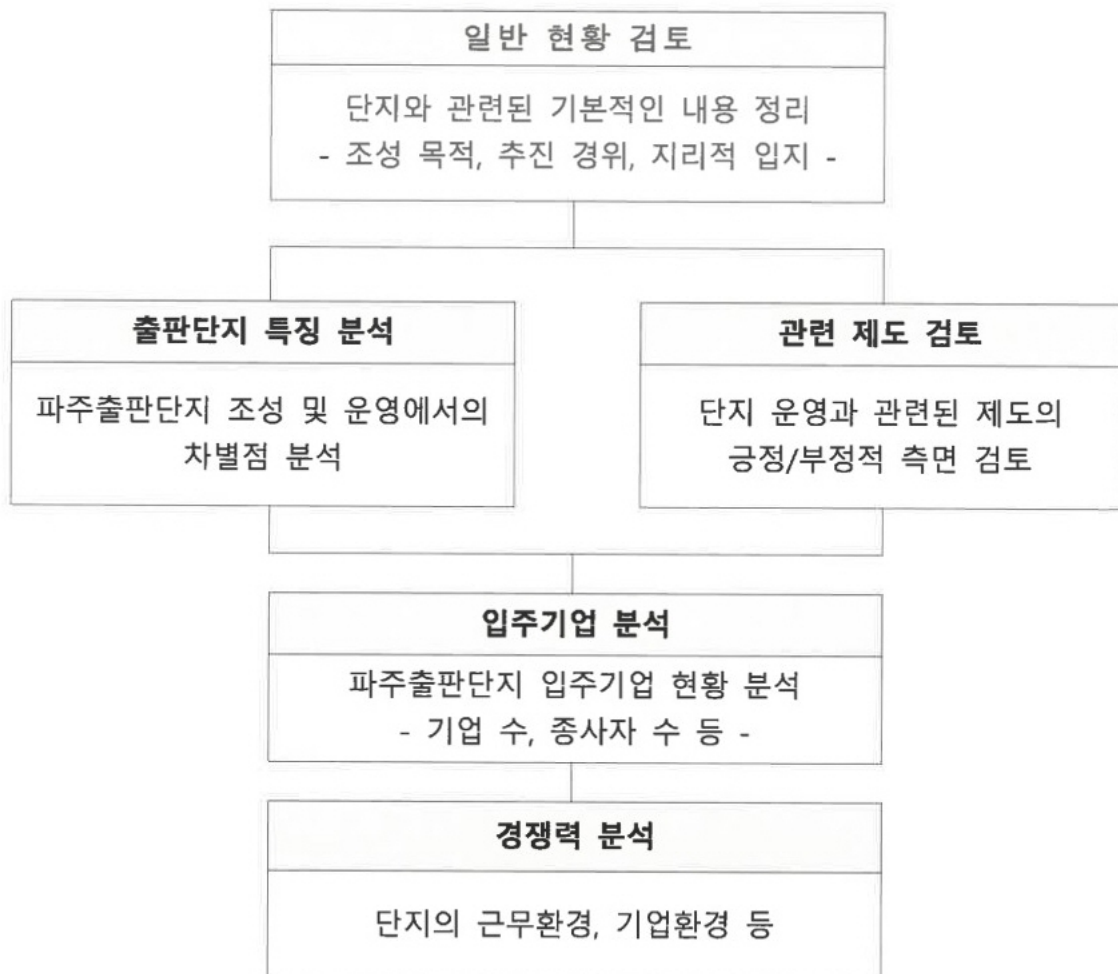 일반 현황 검토
단지와 관련된 기본적인 내용 정리
- 조성 목적, 추진 경위, 지리적 입지 -
출판단지 특징 분석
파주출판단지 조성 및 운영에서의
차별점 분석
관련 제도 검토
단지 운영과 관련된 제도의
긍정/부정적 측면 검토
입주기업 분석
파주출판단지 입주기업 현황 분석
- 기업 수, 종사자 수 등 -
경쟁력 분석
단지의 근무환경, 기업환경 등